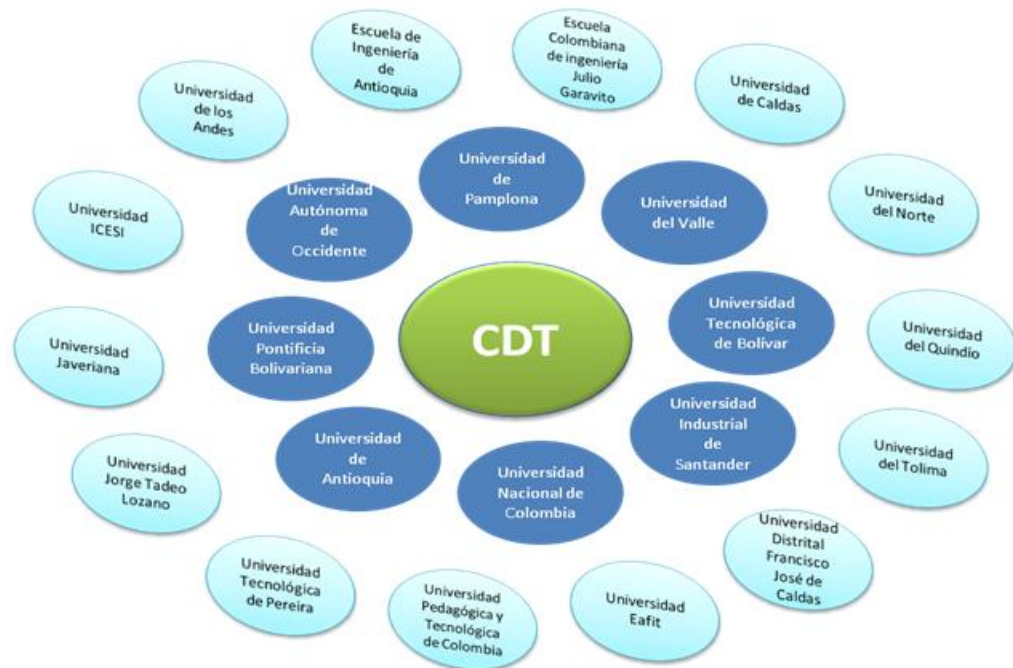 Escuela de
Ingeniería
de
Antioquia
Escuela
Colombiana
de ingeniería
Julio
Garavito
Universidad
de Caldas
Universidad
de los
Andes
Universidad
de
Pamplona
Universidad
Autónoma
de
Occidente
Universidad
del Valle
Universidad
del Norte
Universidad
ICESI
CDT
Universidad
Tecnológica
de Bolívar
Universidad
del Quindío
Universidad
Pontificia
Bolivariana
Universidad
Javeriana
Universidad
Industrial
de
Santander
Universidad
del Tolima
Universidad
de
Antioquia
Universidad
Nacional de
Colombia
Universidad
Jorge Tadeo
Lozano
Universidad
Distrital
Francisco
José de
Caldas
Universidad
Tecnológica
de Pereira
Universidad
Pedagógica y
Tecnológica
de Colombia
Universidad
Eafit